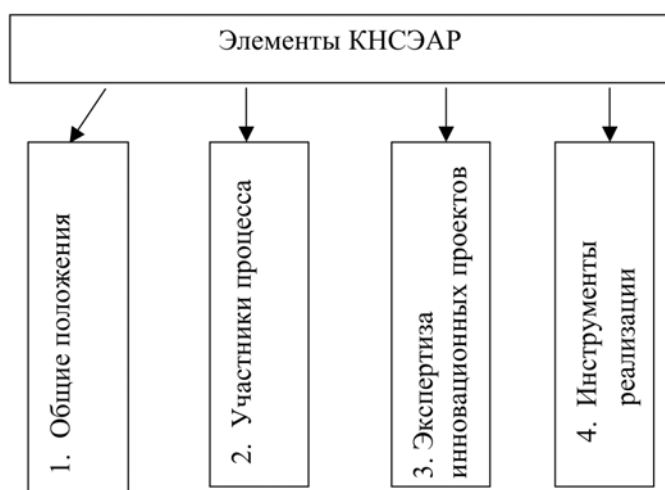 Элементы КНСЭАР
1. Общие положения
2. Участники процесса
3. Экспертиза
инновационных проектов
4. Инструменты
реализации